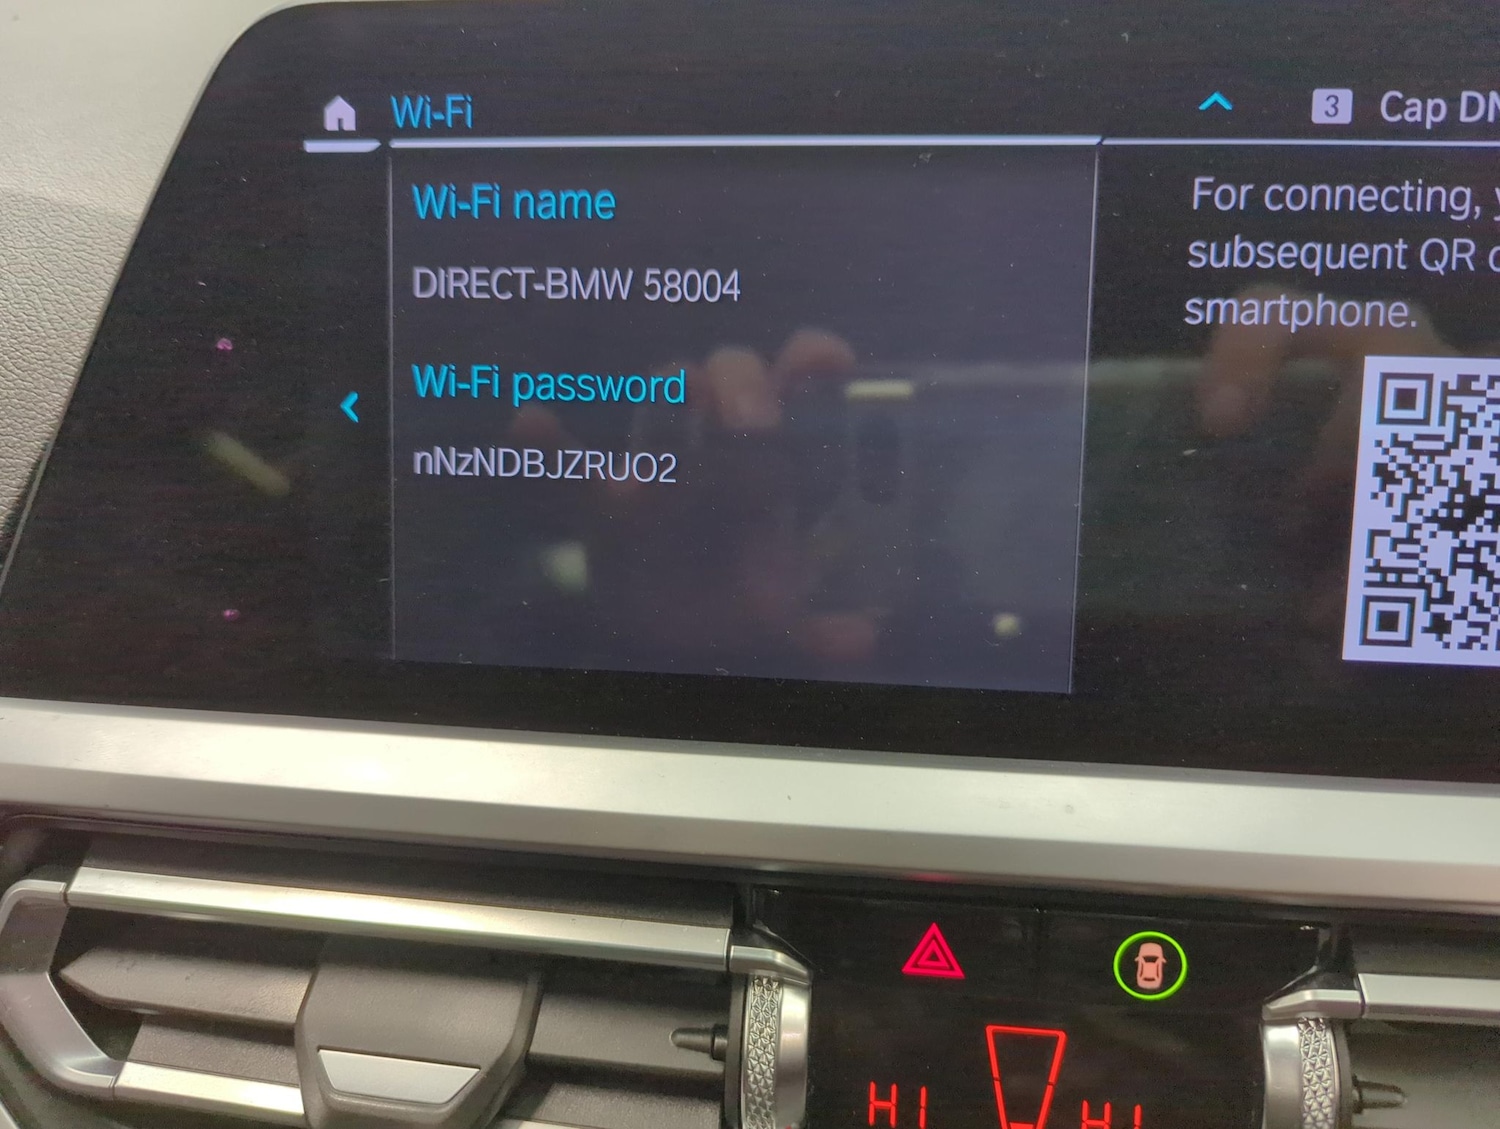 Wi-Fi
3 Cap
Wi-Fi name
DIRECT-BMW 58004
Wi-Fi password
nNzNDBJZRUO2
For connecting,
subsequent QR
smartphone.
HI HI